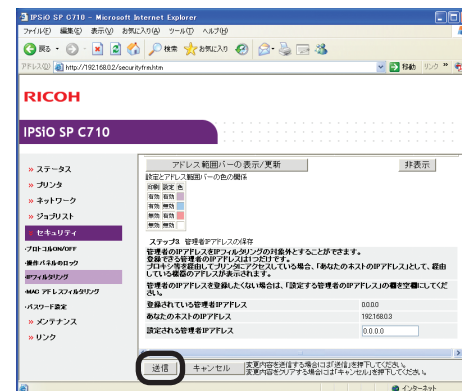 IPSiO SP C710 - Microsoft Internet Explorer
ファイル(F) 編集(E) 表示(V) お気に入り(A) ツール(T) ヘルプ(H)
戻る 検索 お気に入り
アドレス(D) http://192.168.0.2/securityfrm.htm 移動 リンク »
RICOH
IPSiO SP C710
» ステータス
» プリンタ
» ネットワーク
» ジョブリスト
» セキュリティ
・プロトコルON/OFF
・操作パネルのロック
・IPフィルタリング
・MAC アドレスフィルタリング
・パスワード設定
» メンテナンス
» リンク
アドレス範囲バーの表示/更新 非表示
設定とアドレス範囲バーの色の関係
印刷 設定 色
有効 有効
有効 無効
無効 有効
無効 無効
ステップ3 管理者IPアドレスの保存
管理者のIPアドレスをIPフィルタリングの対象外とすることができます。
登録できる管理者のIPアドレスは1つだけです。
プロキシ等を経由してプリンタにアクセスしている場合、「あなたのホストのIPアドレス」として、経由
している機器のアドレスが表示されます。
管理者のIPアドレスを登録したくない場合は、「設定する管理者のIPアドレス」の欄を空欄にしてくだ
さい。
登録されている管理者IPアドレス 0.0.0.0
あなたのホストのIPアドレス 192.168.0.3
設定される管理者IPアドレス 0.0.0.0
送信 キャンセル 変更内容を送信する場合には「送信」を押下してください。
変更内容をクリアする場合には「キャンセル」を押下してください。
インターネット